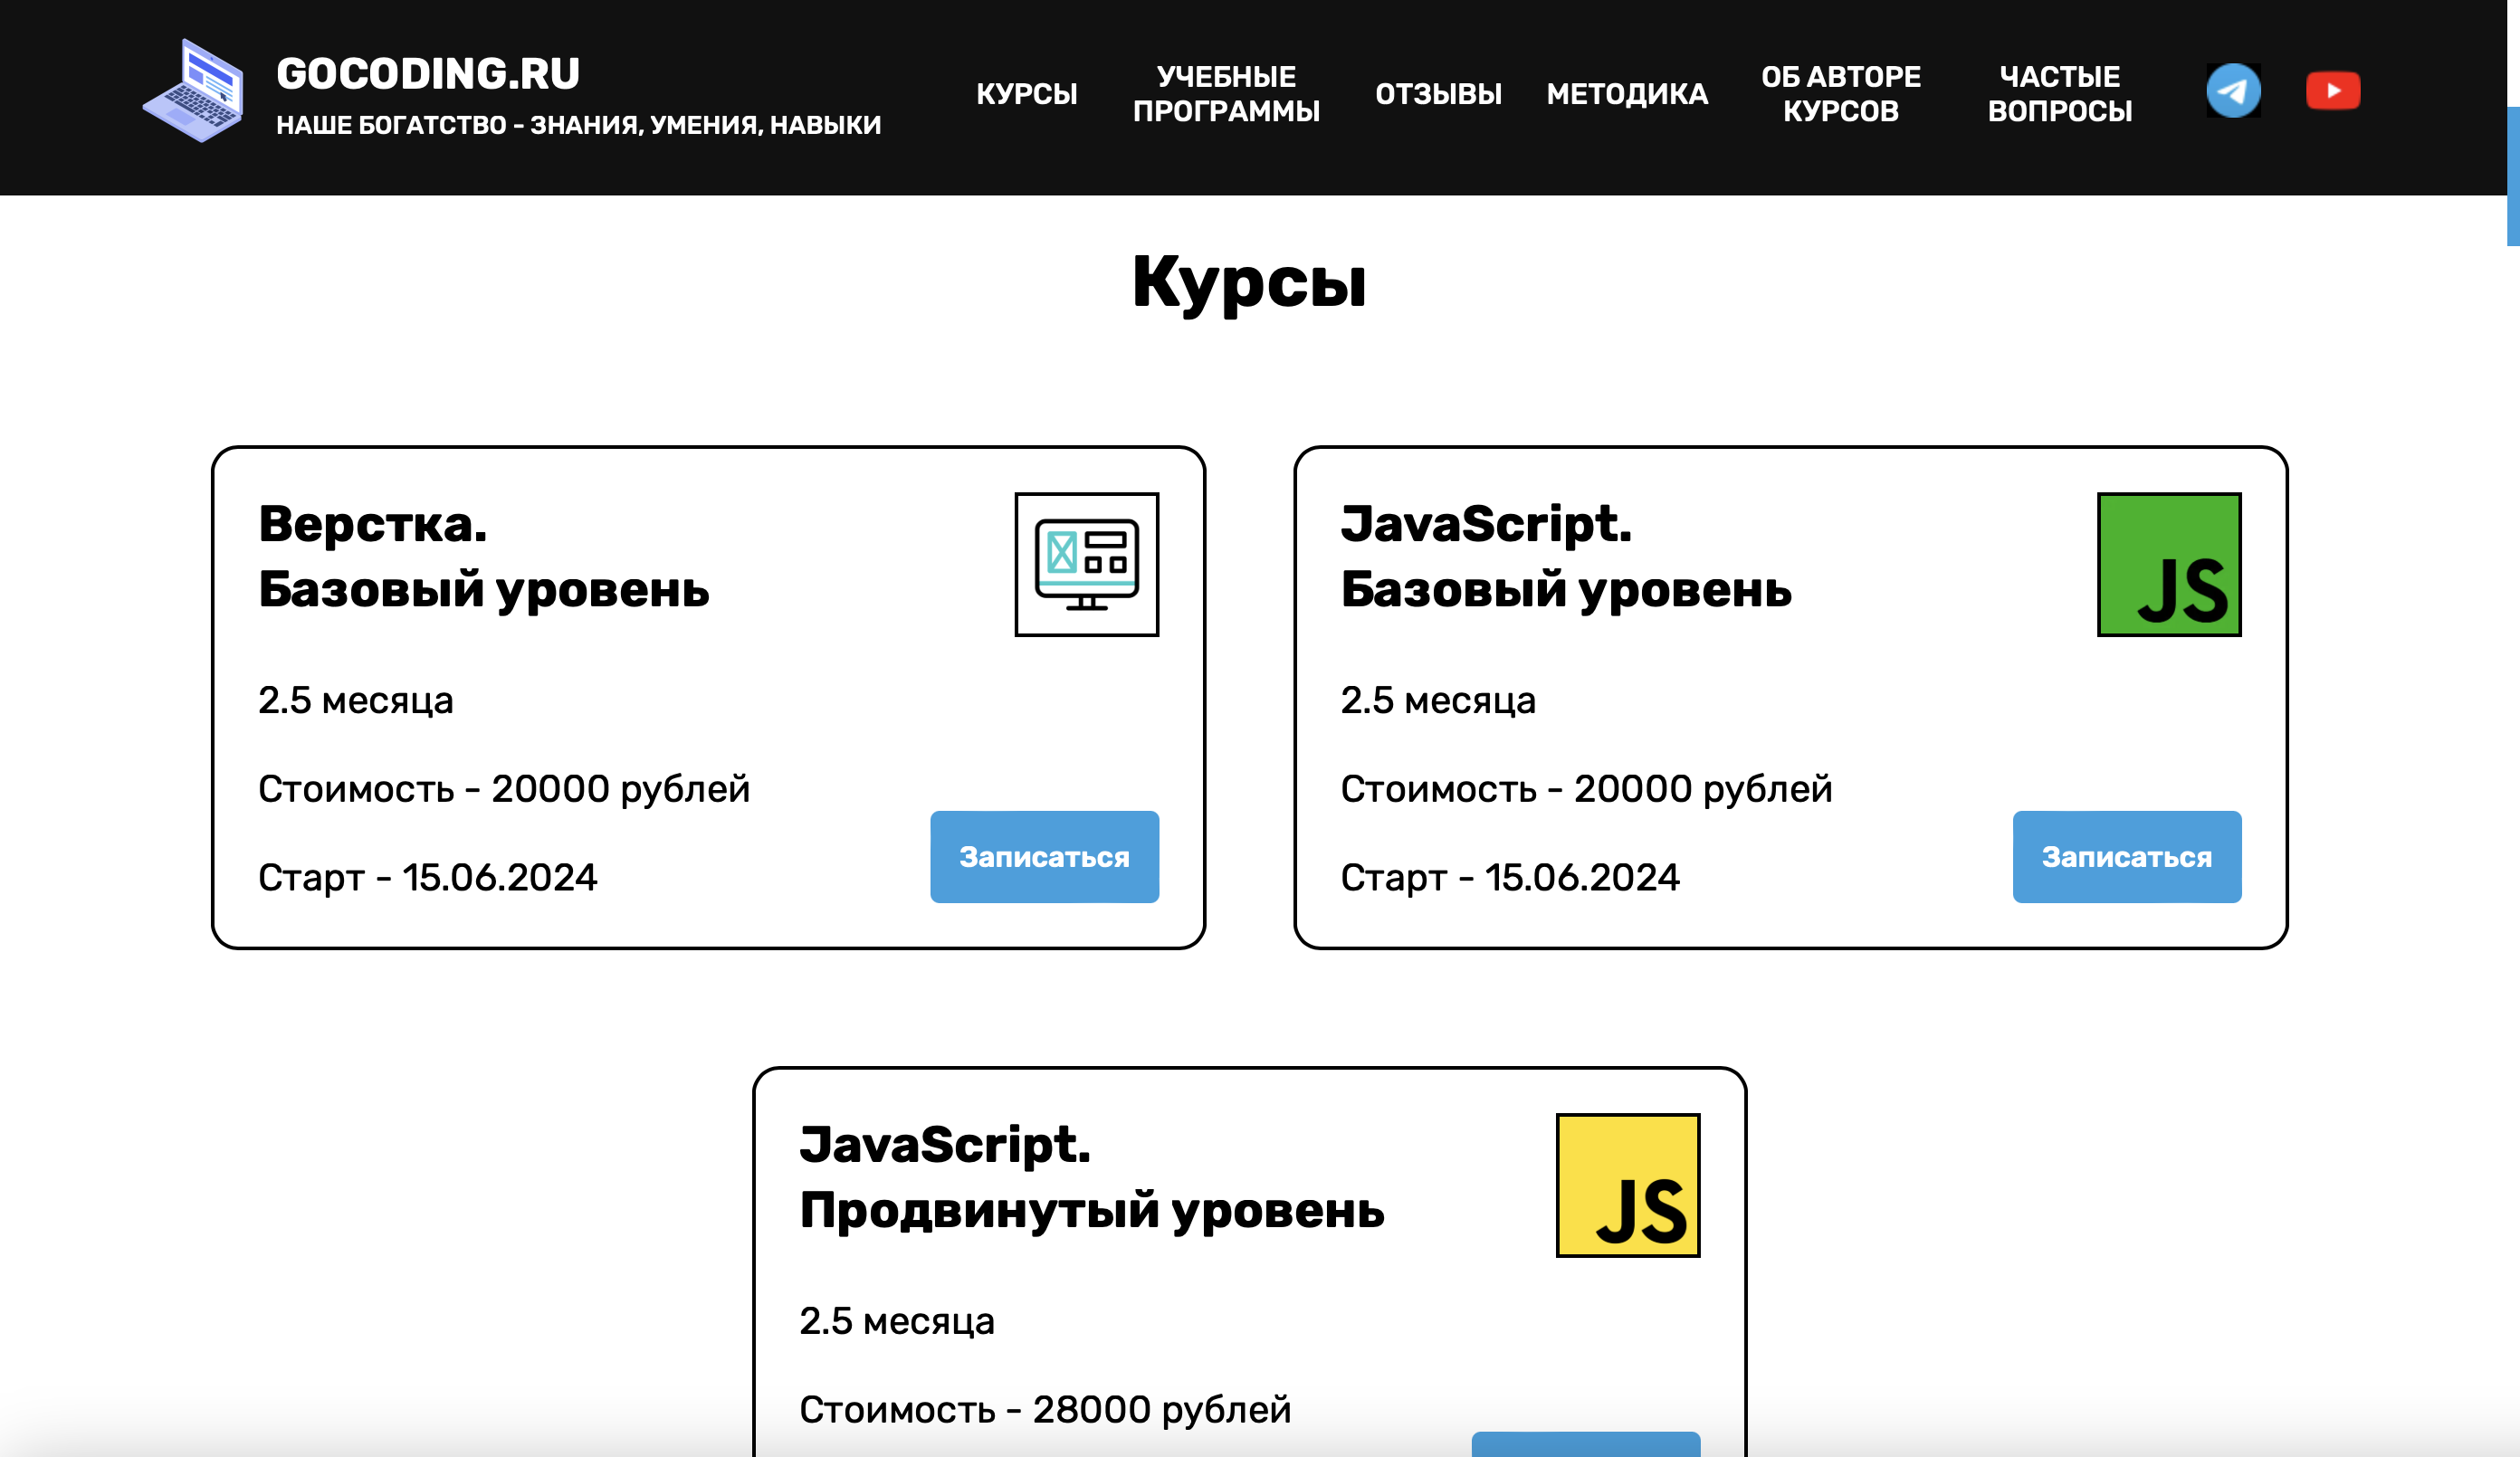 GOCODING.RU
НАШЕ БОГАТСТВО - ЗНАНИЯ, УМЕНИЯ, НАВЫКИ
КУРСЫ
УЧЕБНЫЕ
ПРОГРАММЫ
ОТЗЫВЫ
МЕТОДИКА
ОБ АВТОРЕ
КУРСОВ
ЧАСТЫЕ
ВОПРОСЫ
Курсы
Верстка.
Базовый уровень
2.5 месяца
Стоимость - 20000 рублей
Старт - 15.06.2024
Записаться
JavaScript.
Базовый уровень
JS
2.5 месяца
Стоимость - 20000 рублей
Старт - 15.06.2024
Записаться
JavaScript.
Продвинутый уровень
JS
2.5 месяца
Стоимость - 28000 рублей